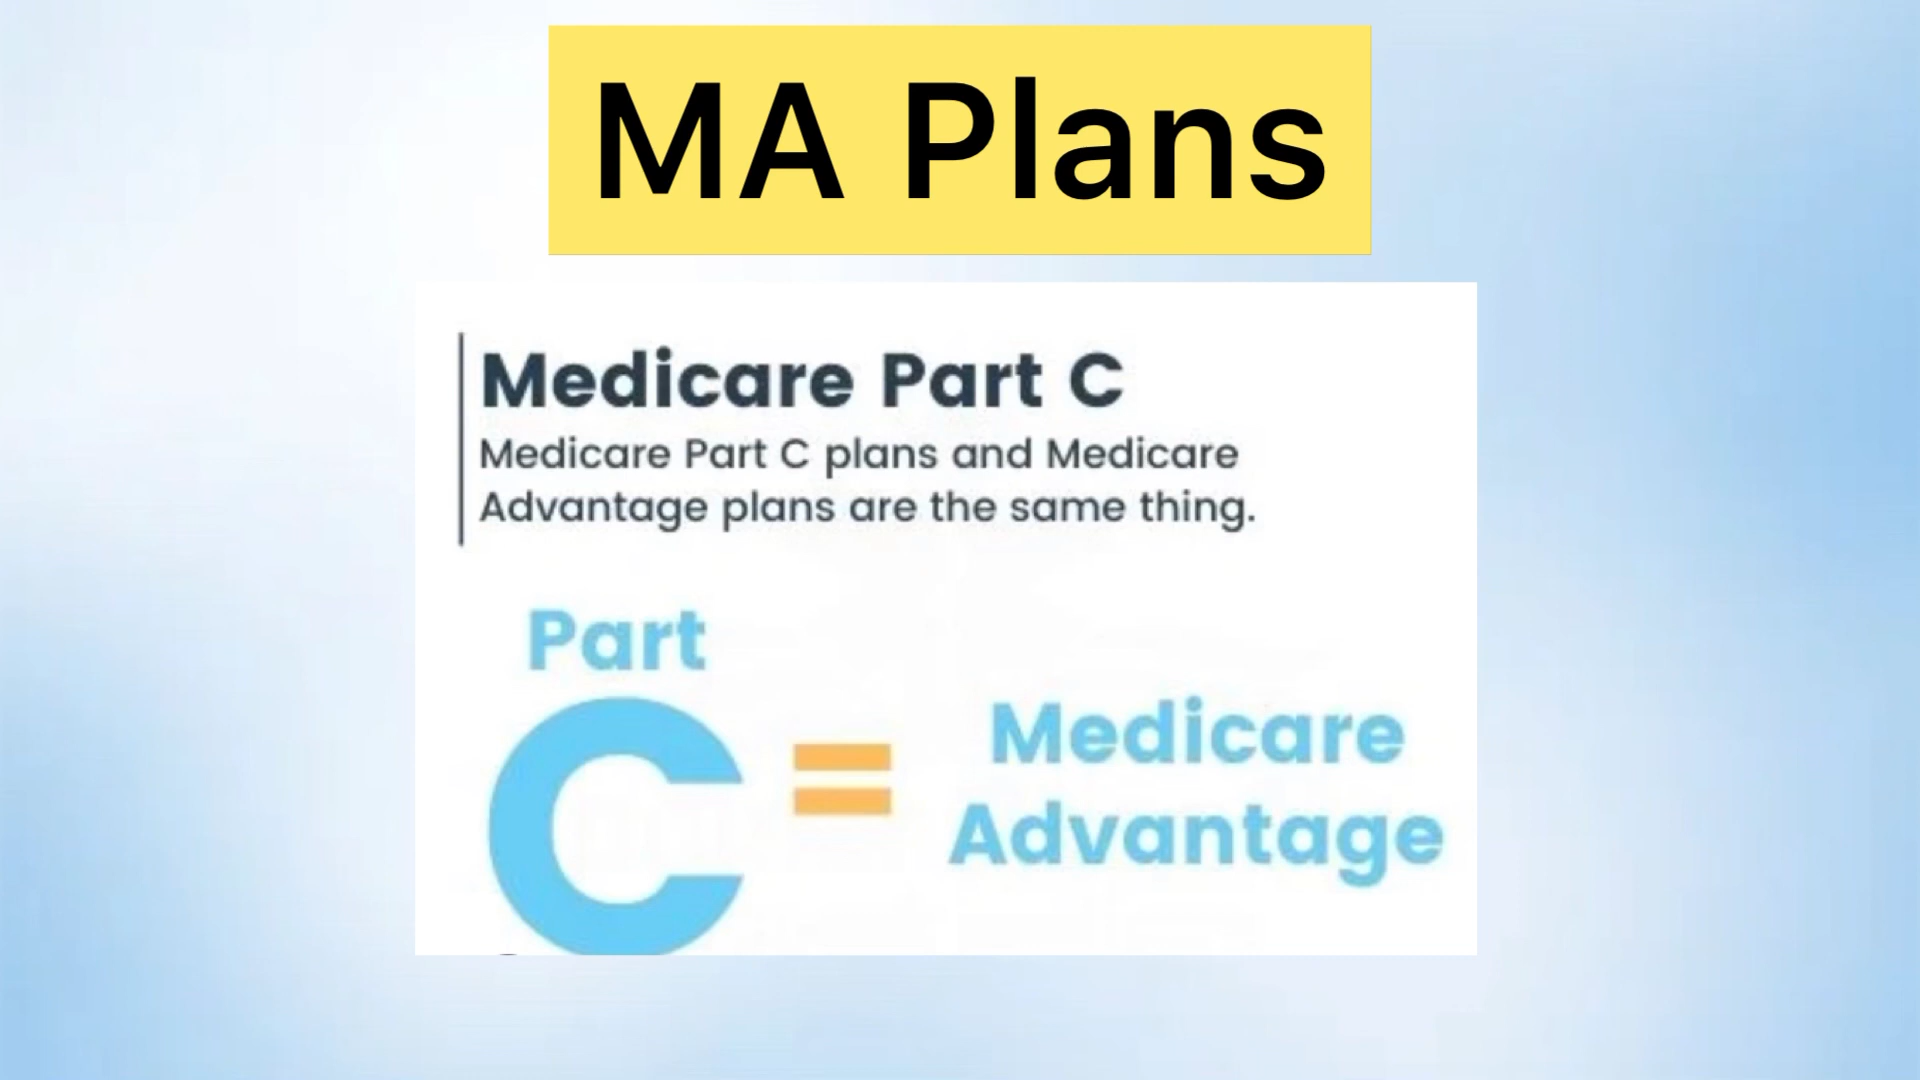 MA Plans
Medicare Part C
Medicare Part C plans and Medicare
Advantage plans are the same thing.
Part
C
=
Medicare
Advantage